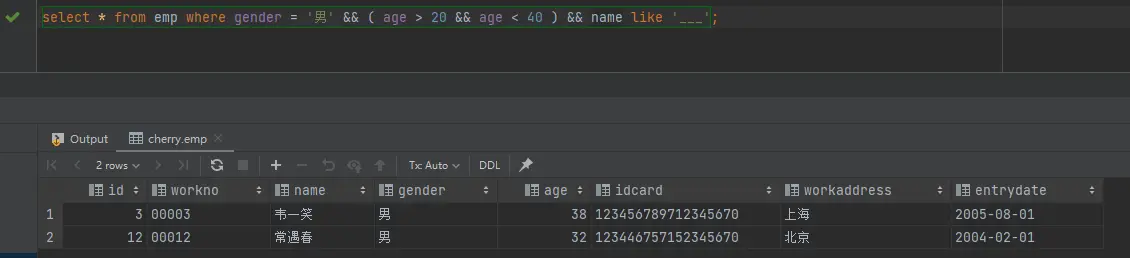 select * from emp where gender = '男' && ( age > 20 && age < 40 ) && name like '___';
Output cherry.emp
2 rows Tx: Auto DDL
id workno name gender age idcard workaddress entrydate
1 3 00003 韦一笑 男 38 123456789712345670 上海 2005-08-01
2 12 00012 常遇春 男 32 123446757152345670 北京 2004-02-01